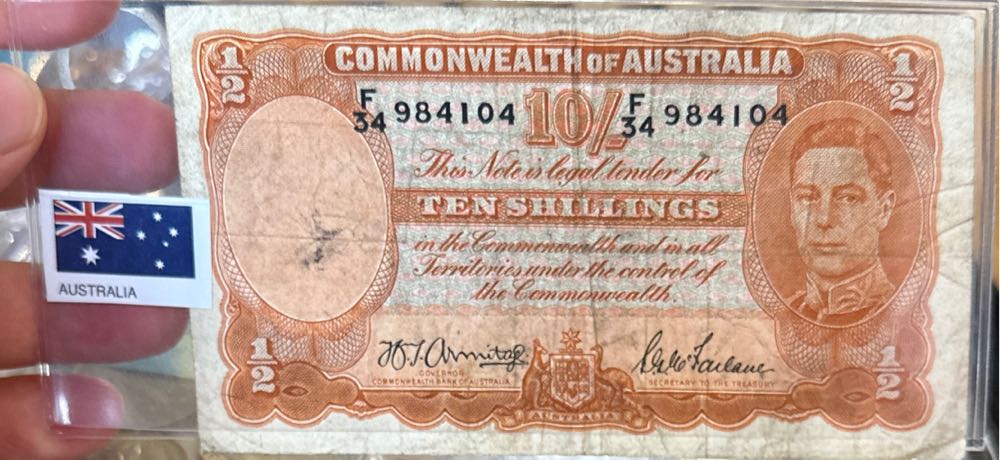 1/2
COMMONWEALTH OF AUSTRALIA
1/2
F/34 984104
10/-
F/34 984104
This Note is legal tender for
TEN SHILLINGS
in the Commonwealth and in all
Territories under the control of
the Commonwealth.
AUSTRALIA
1/2
H.T. Armitage
GOVERNOR
COMMONWEALTH BANK OF AUSTRALIA
S.G. McFarlane
SECRETARY TO THE TREASURY
1/2
AUSTRALIA